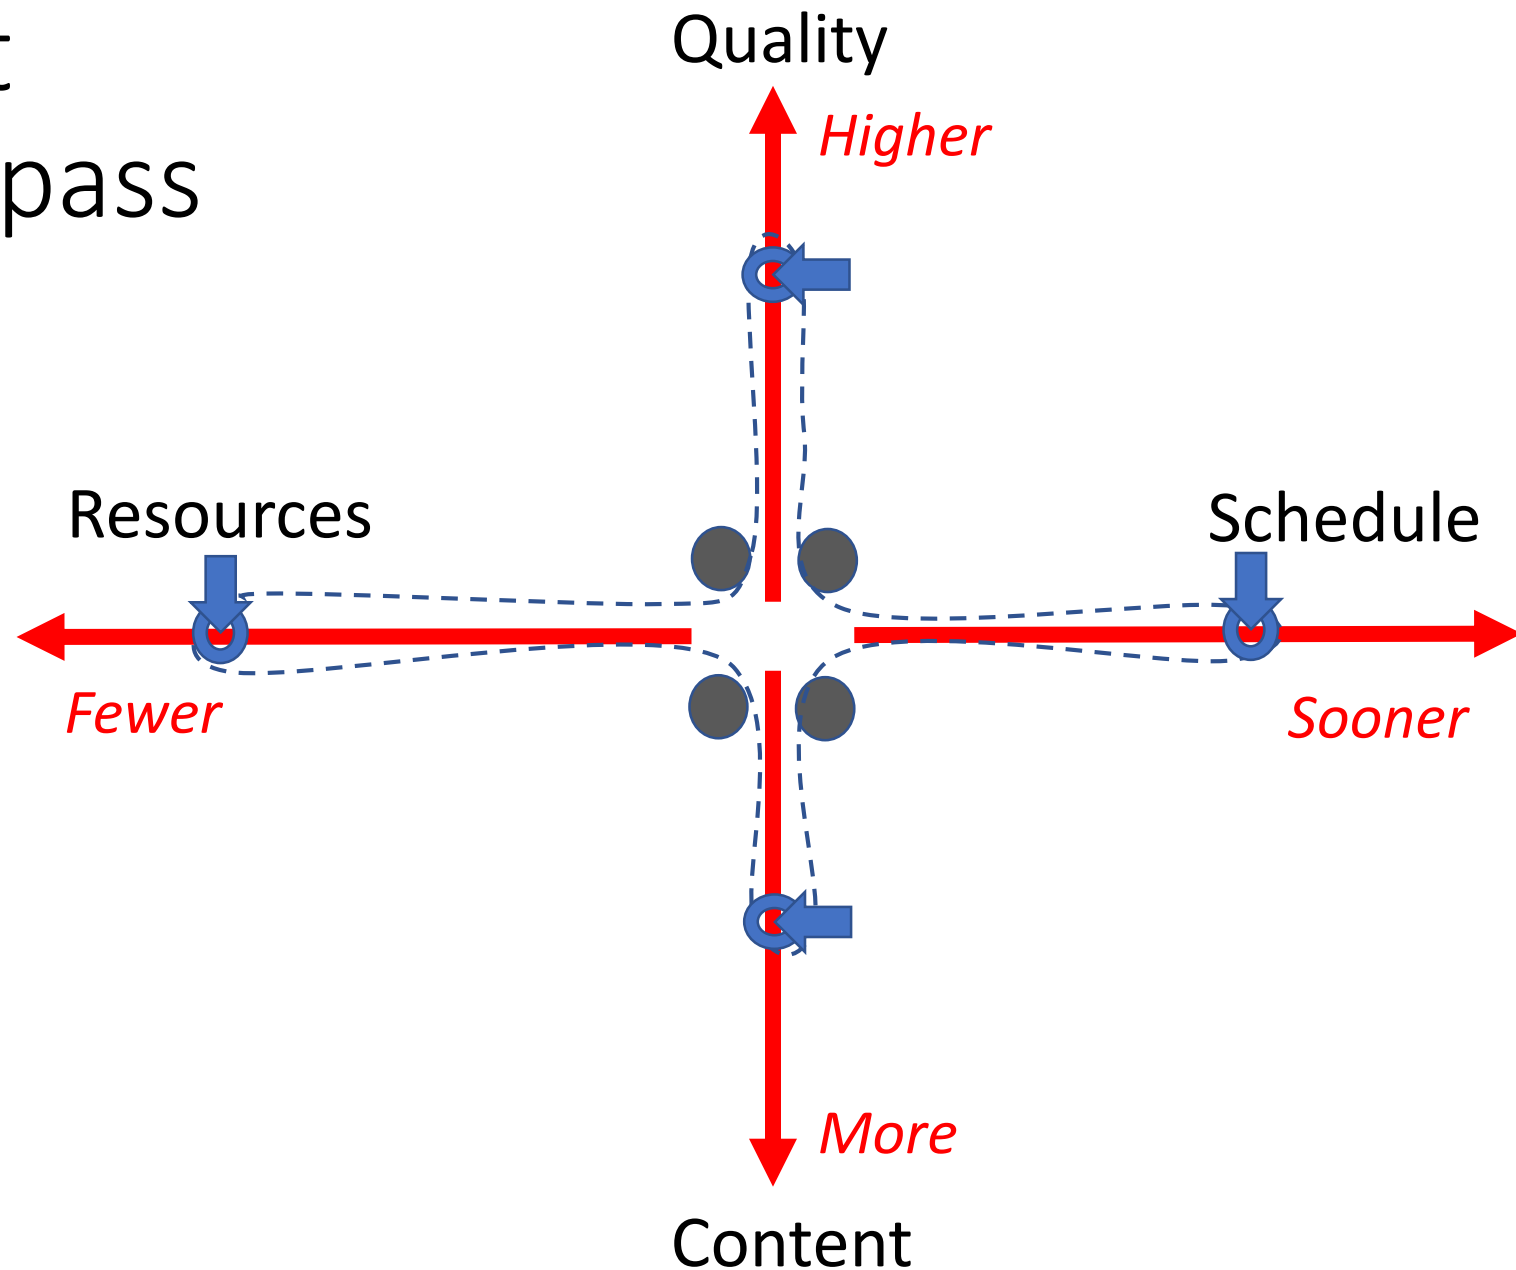 t
pass
Quality
Higher
Resources
Schedule
Fewer
Sooner
More
Content